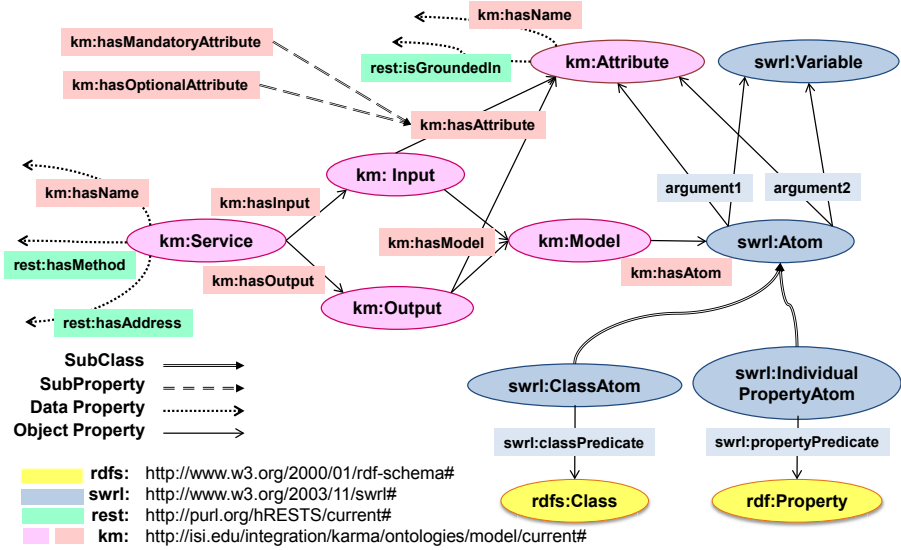 km:hasName
km:hasMandatoryAttribute
rest:isGroundedIn
km:Attribute
swrl:Variable
km:hasOptionalAttribute
km:hasAttribute
km: Input
km:hasName
km:hasInput
argument1
argument2
km:Service
km:hasModel
km:Model
swrl:Atom
rest:hasMethod
km:hasOutput
km:hasAtom
km:Output
rest:hasAddress
SubClass
SubProperty
Data Property
Object Property
swrl:ClassAtom
swrl:Individual
PropertyAtom
swrl:classPredicate
swrl:propertyPredicate
rdfs:Class
rdf:Property
rdfs: http://www.w3.org/2000/01/rdf-schema#
swrl: http://www.w3.org/2003/11/swrl#
rest: http://purl.org/hRESTS/current#
km: http://isi.edu/integration/karma/ontologies/model/current#